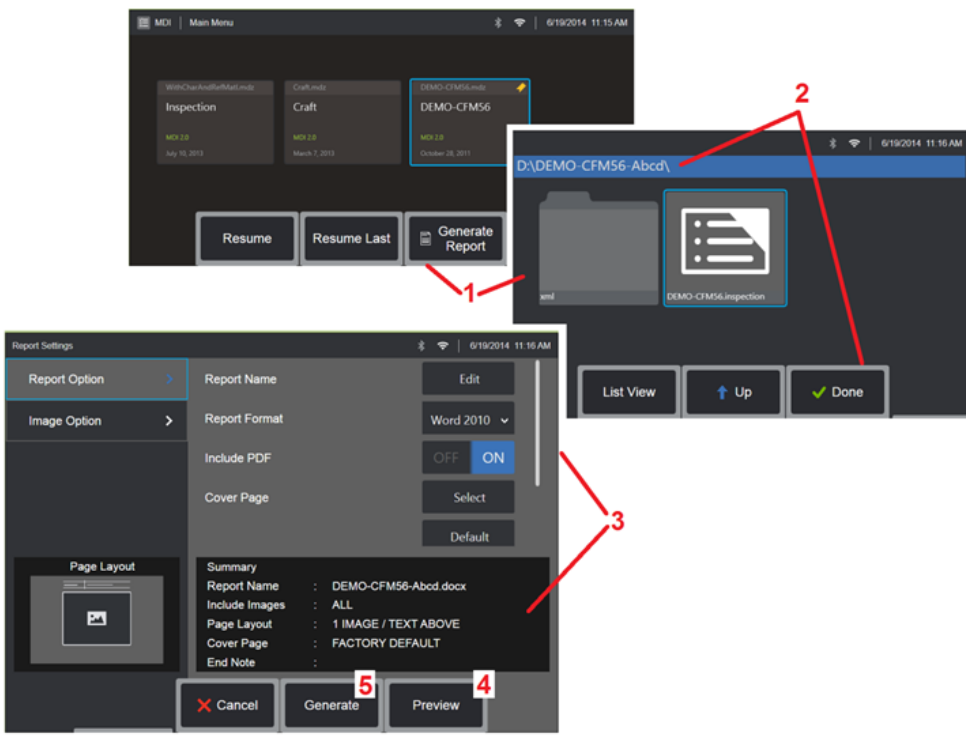 MDI | Main Menu 6/19/2014 11:15 AM
WithCharAndRefMatl.mdz
Inspection
MDI 2.0
July 10, 2013
Craft.mdz
Craft
MDI 2.0
March 7, 2013
DEMO-CFM56.mdz
DEMO-CFM56
MDI 2.0
October 28, 2011
Resume
Resume Last
Generate
Report
1
2
6/19/2014 11:16 AM
D:\DEMO-CFM56-Abcd\
xml
DEMO-CFM56.inspection
List View
Up
Done
Report Settings 6/19/2014 11:16 AM
Report Option
Image Option
Report Name Edit
Report Format Word 2010
Include PDF OFF ON
Cover Page Select
Default
3
Page Layout
Summary
Report Name : DEMO-CFM56-Abcd.docx
Include Images : ALL
Page Layout : 1 IMAGE / TEXT ABOVE
Cover Page : FACTORY DEFAULT
End Note :
5
4
Cancel
Generate
Preview